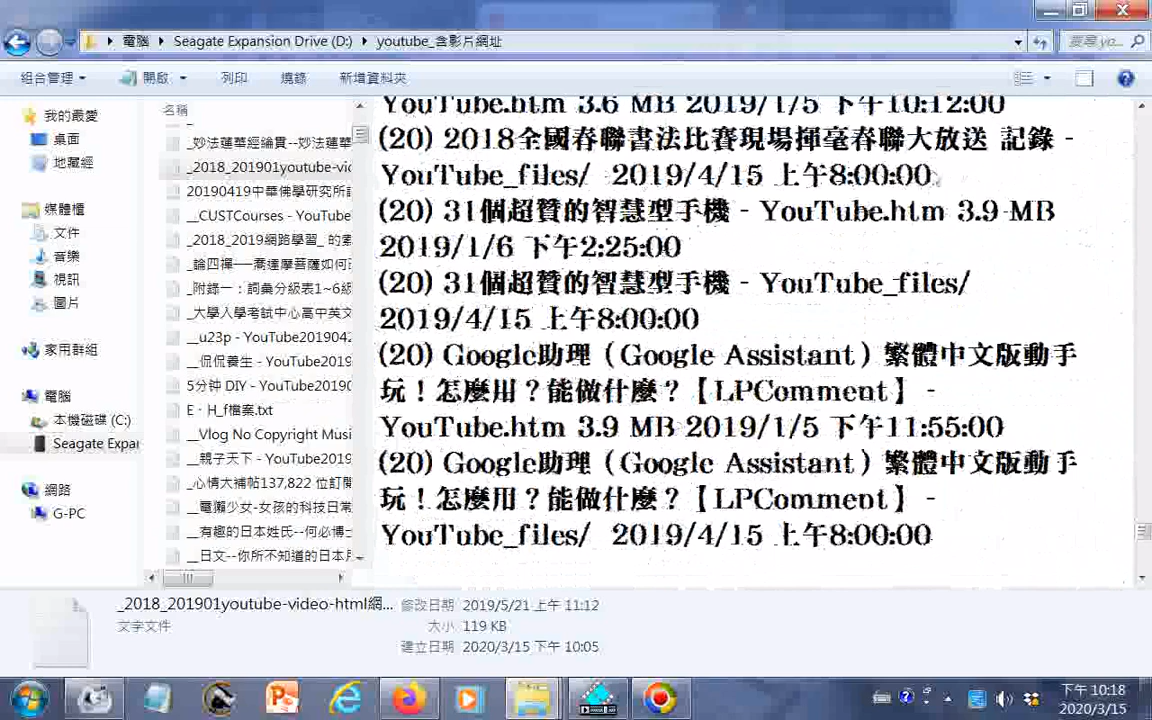 電腦 ▸ Seagate Expansion Drive (D:) ▸ youtube_含影片網址
搜尋 yo...
組合管理 開啟 列印 燒錄 新增資料夾
我的最愛
桌面
地藏經
媒體櫃
文件
音樂
視訊
圖片
家用群組
電腦
本機磁碟 (C:)
Seagate Expan
網路
G-PC
名稱
_妙法蓮華經論貫--妙法蓮華
_2018_201901youtube-vid
20190419中華佛學研究所
__CUSTCourses - YouTube
_2018_2019網路學習_ 的素
_論四禪──喬達摩菩薩如何
_附錄一：詞彙分級表1~6級
_大學入學考試中心高中英文
__u23p - YouTube2019042
__侃侃養生 - YouTube2019
5分钟 DIY - YouTube20190
E‧H_f檔案.txt
__Vlog No Copyright Musi
__親子天下 - YouTube2019
_心情大補帖137,822 位訂閱
__電獺少女-女孩的科技日常
__有趣的日本姓氏--何必博士
__日文--你所不知道的日本
YouTube.htm 3.6 MB 2019/1/5 下午10:12:00
(20) 2018全國春聯書法比賽現場揮毫春聯大放送 記錄 -
YouTube_files/ 2019/4/15 上午8:00:00
(20) 31個超贊的智慧型手機 - YouTube.htm 3.9 MB
2019/1/6 下午2:25:00
(20) 31個超贊的智慧型手機 - YouTube_files/
2019/4/15 上午8:00:00
(20) Google助理（Google Assistant）繁體中文版動手
玩！怎麼用？能做什麼？【LPComment】 -
YouTube.htm 3.9 MB 2019/1/5 下午11:55:00
(20) Google助理（Google Assistant）繁體中文版動手
玩！怎麼用？能做什麼？【LPComment】 -
YouTube_files/ 2019/4/15 上午8:00:00
_2018_201901youtube-video-html網...
文字文件
修改日期 2019/5/21 上午 11:12
大小 119 KB
建立日期 2020/3/15 下午 10:05
下午 10:18
2020/3/15